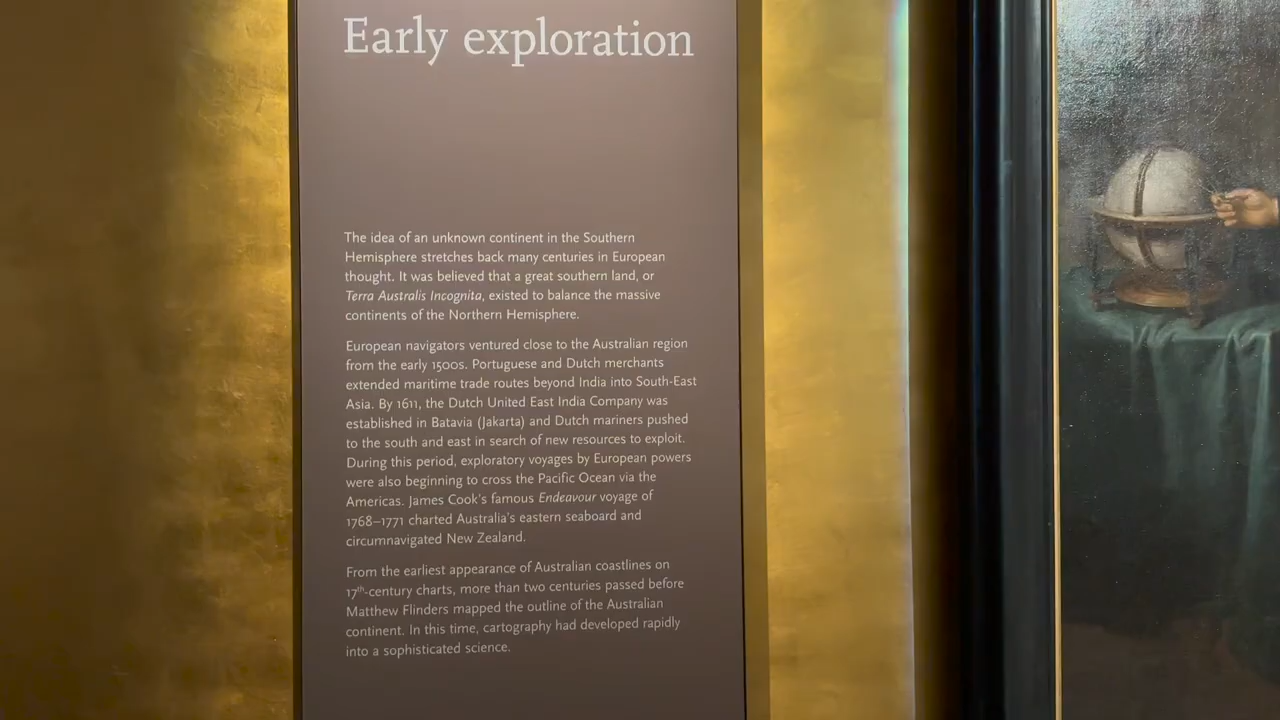 Early exploration
The idea of an unknown continent in the Southern
Hemisphere stretches back many centuries in European
thought. It was believed that a great southern land, or
Terra Australis Incognita, existed to balance the massive
continents of the Northern Hemisphere.
European navigators ventured close to the Australian region
from the early 1500s. Portuguese and Dutch merchants
extended maritime trade routes beyond India into South-East
Asia. By 1611, the Dutch United East India Company was
established in Batavia (Jakarta) and Dutch mariners pushed
to the south and east in search of new resources to exploit.
During this period, exploratory voyages by European powers
were also beginning to cross the Pacific Ocean via the
Americas. James Cook's famous Endeavour voyage of
1768–1771 charted Australia's eastern seaboard and
circumnavigated New Zealand.
From the earliest appearance of Australian coastlines on
17th-century charts, more than two centuries passed before
Matthew Flinders mapped the outline of the Australian
continent. In this time, cartography had developed rapidly
into a sophisticated science.